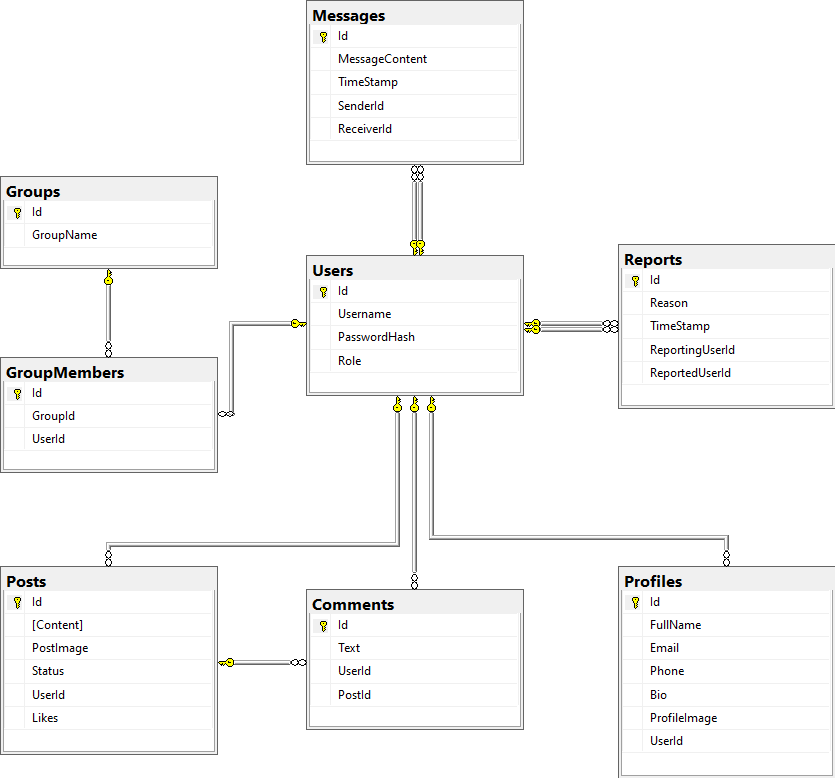 Messages
Id
MessageContent
TimeStamp
SenderId
ReceiverId
Groups
Id
GroupName
Users
Id
Username
PasswordHash
Role
Reports
Id
Reason
TimeStamp
ReportingUserId
ReportedUserId
GroupMembers
Id
GroupId
UserId
Posts
Id
[Content]
PostImage
Status
UserId
Likes
Comments
Id
Text
UserId
PostId
Profiles
Id
FullName
Email
Phone
Bio
ProfileImage
UserId